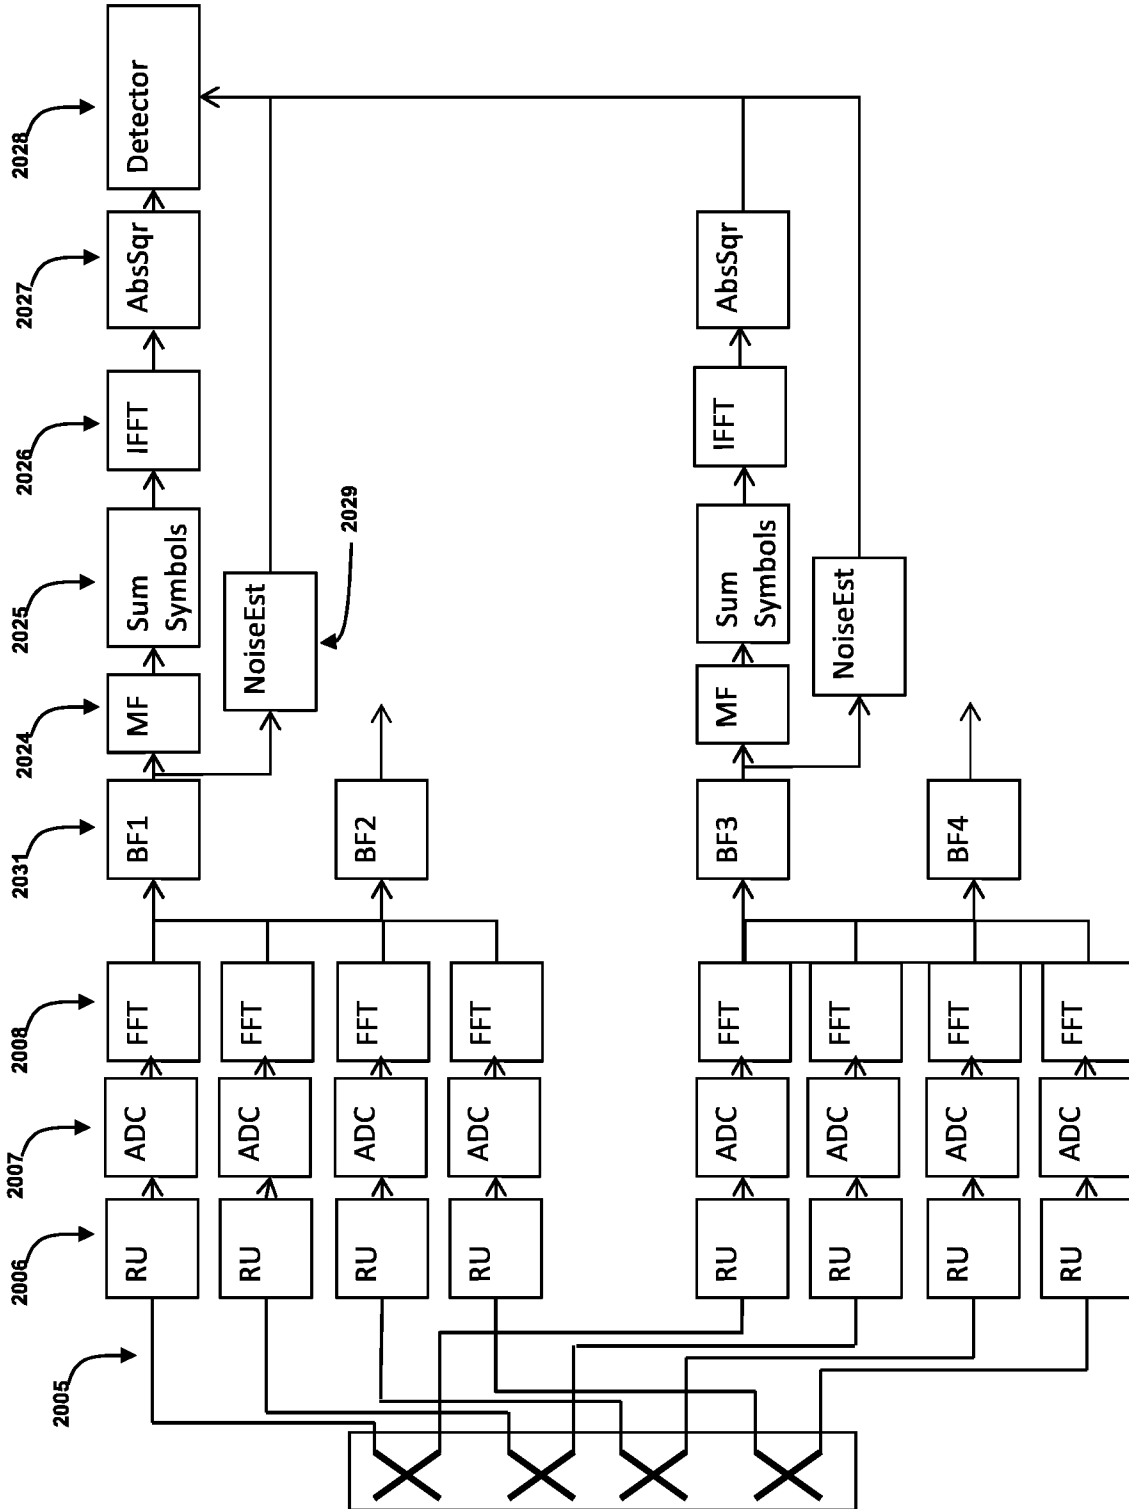 2005
2006
2007
2008
2031
2024
2025
2026
2027
2028
RU
ADC
FFT
BF1
MF
Sum
Symbols
IFFT
AbsSqr
Detector
RU
ADC
FFT
NoiseEst
2029
RU
ADC
FFT
BF2
RU
ADC
FFT
RU
ADC
FFT
BF3
MF
Sum
Symbols
IFFT
AbsSqr
RU
ADC
FFT
NoiseEst
RU
ADC
FFT
BF4
RU
ADC
FFT